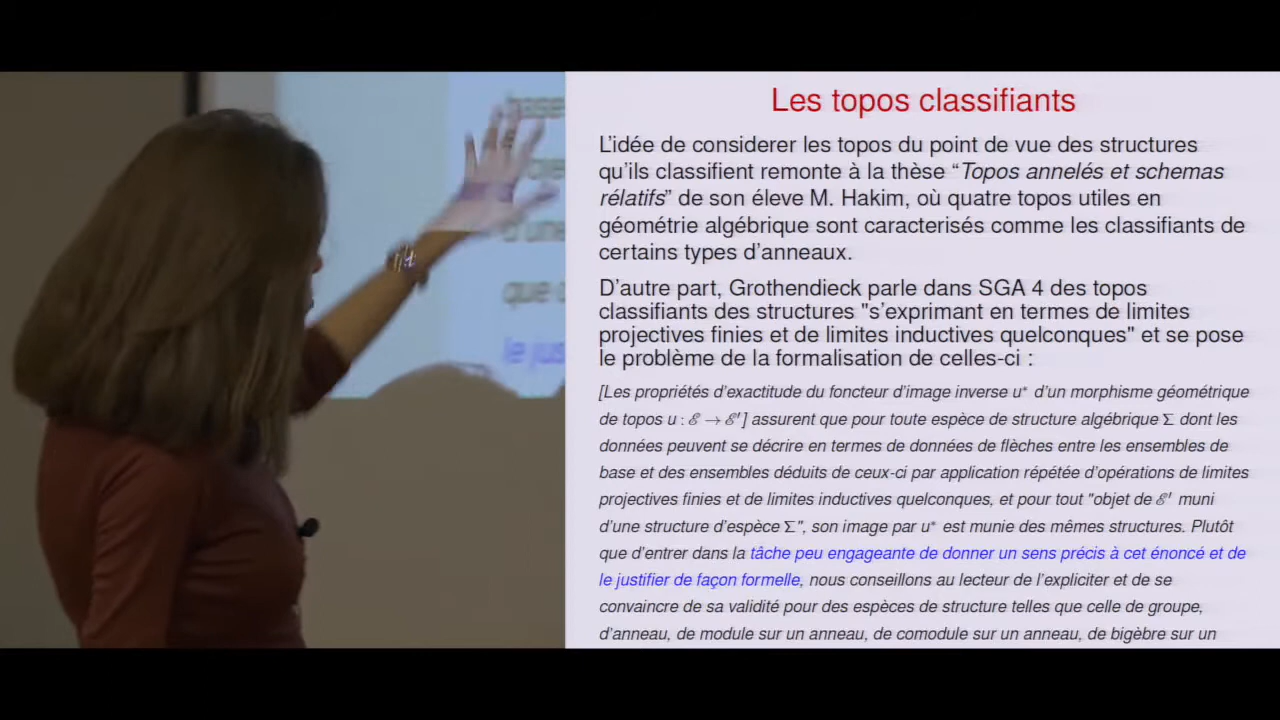 Les topos classifiants
L'idée de considerer les topos du point de vue des structures
qu'ils classifient remonte à la thèse “Topos annelés et schemas
rélatifs” de son éleve M. Hakim, où quatre topos utiles en
géométrie algébrique sont caracterisés comme les classifiants de
certains types d'anneaux.
D'autre part, Grothendieck parle dans SGA 4 des topos
classifiants des structures "s'exprimant en termes de limites
projectives finies et de limites inductives quelconques" et se pose
le problème de la formalisation de celles-ci :
[Les propriétés d'exactitude du foncteur d'image inverse u* d'un morphisme géométrique
de topos u : ℰ → ℰ′] assurent que pour toute espèce de structure algébrique Σ dont les
données peuvent se décrire en termes de données de flèches entre les ensembles de
base et des ensembles déduits de ceux-ci par application répétée d'opérations de limites
projectives finies et de limites inductives quelconques, et pour tout "objet de ℰ′ muni
d'une structure d'espèce Σ", son image par u* est munie des mêmes structures. Plutôt
que d'entrer dans la tâche peu engageante de donner un sens précis à cet énoncé et de
le justifier de façon formelle, nous conseillons au lecteur de l'expliciter et de se
convaincre de sa validité pour des espèces de structure telles que celle de groupe,
d'anneau, de module sur un anneau, de comodule sur un anneau, de bigèbre sur un